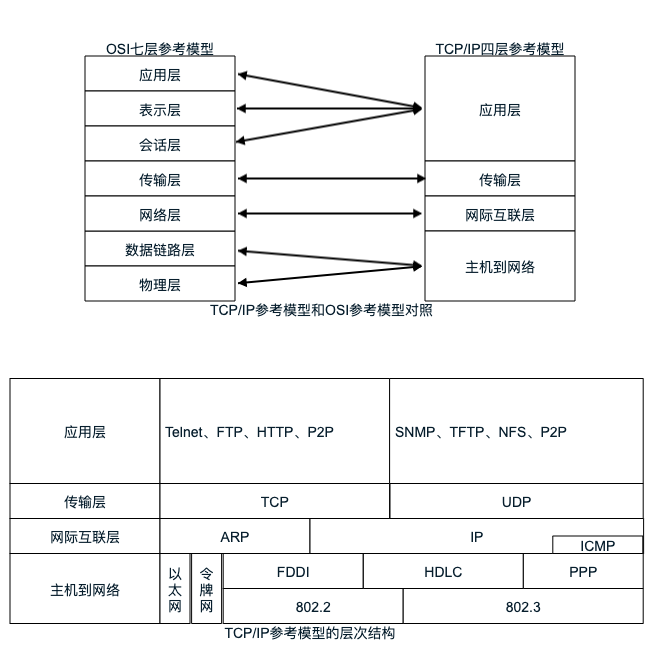 OSI七层参考模型
TCP/IP四层参考模型
应用层
表示层
会话层
传输层
网络层
数据链路层
物理层
应用层
传输层
网际互联层
主机到网络
TCP/IP参考模型和OSI参考模型对照
应用层
Telnet、FTP、HTTP、P2P
SNMP、TFTP、NFS、P2P
传输层
TCP
UDP
网际互联层
ARP
IP
ICMP
主机到网络
以太网
令牌网
FDDI
HDLC
PPP
802.2
802.3
TCP/IP参考模型的层次结构